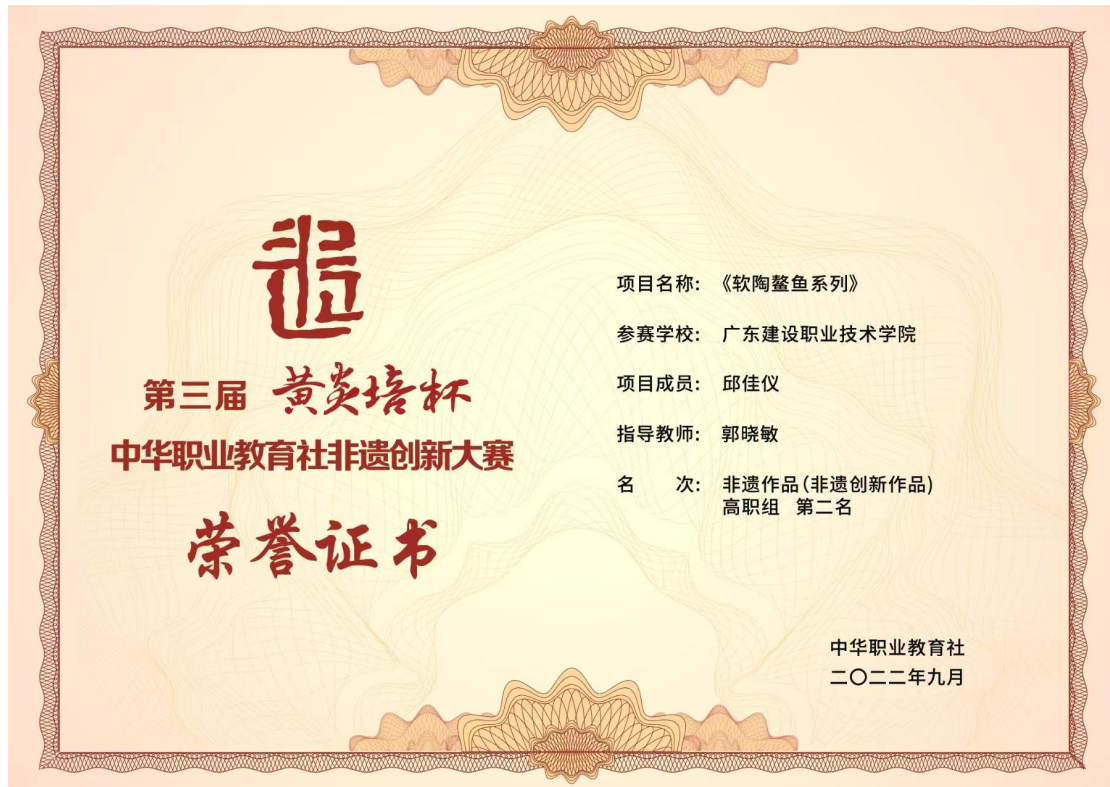 第三届 黄炎培杯
中华职业教育社非遗创新大赛
荣誉证书
项目名称：《软陶鳌鱼系列》
参赛学校： 广东建设职业技术学院
项目成员： 邱佳仪
指导教师： 郭晓敏
名 次： 非遗作品(非遗创新作品)
高职组 第二名
中华职业教育社
二〇二二年九月